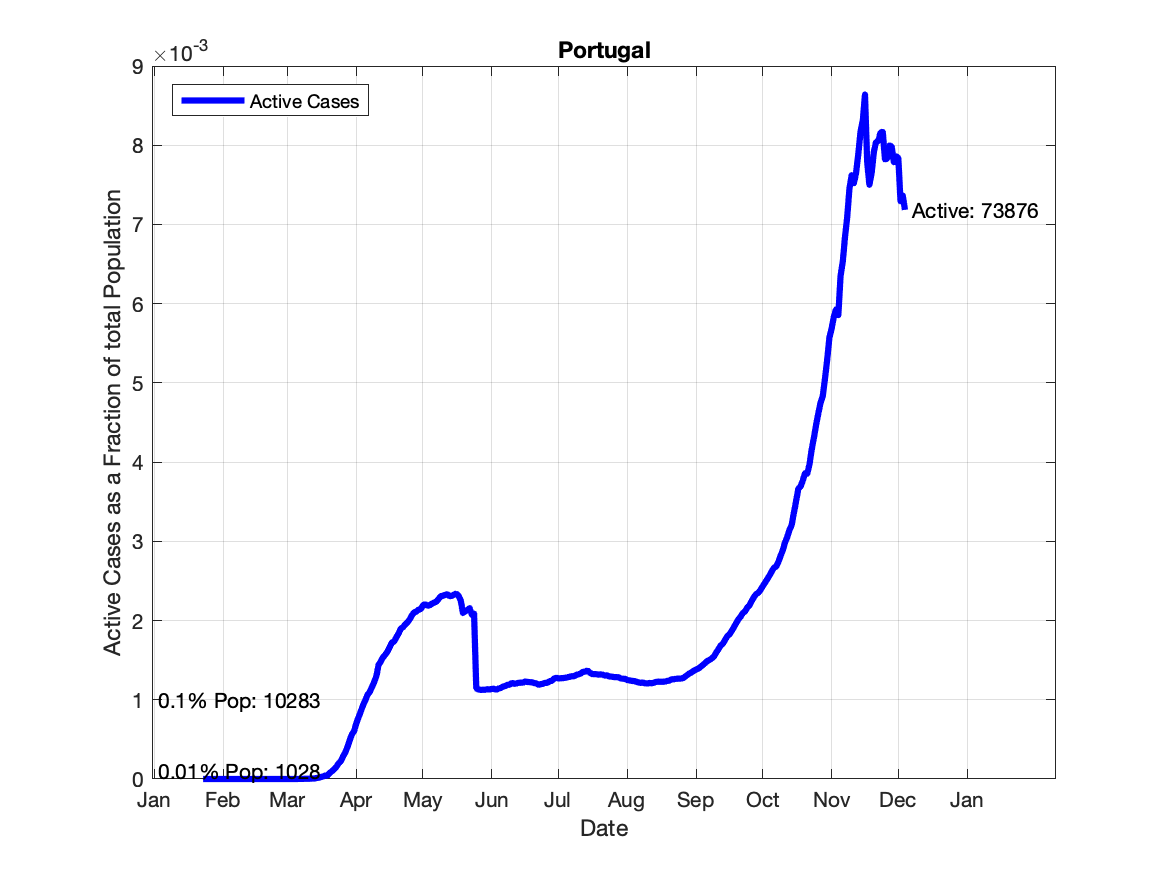 Portugal
×10-3
Active Cases
9
8
7
6
5
4
3
2
1
0
Active Cases as a Fraction of total Population
Active: 73876
0.1% Pop: 10283
0.01% Pop: 1028
Jan Feb Mar Apr May Jun Jul Aug Sep Oct Nov Dec Jan
Date